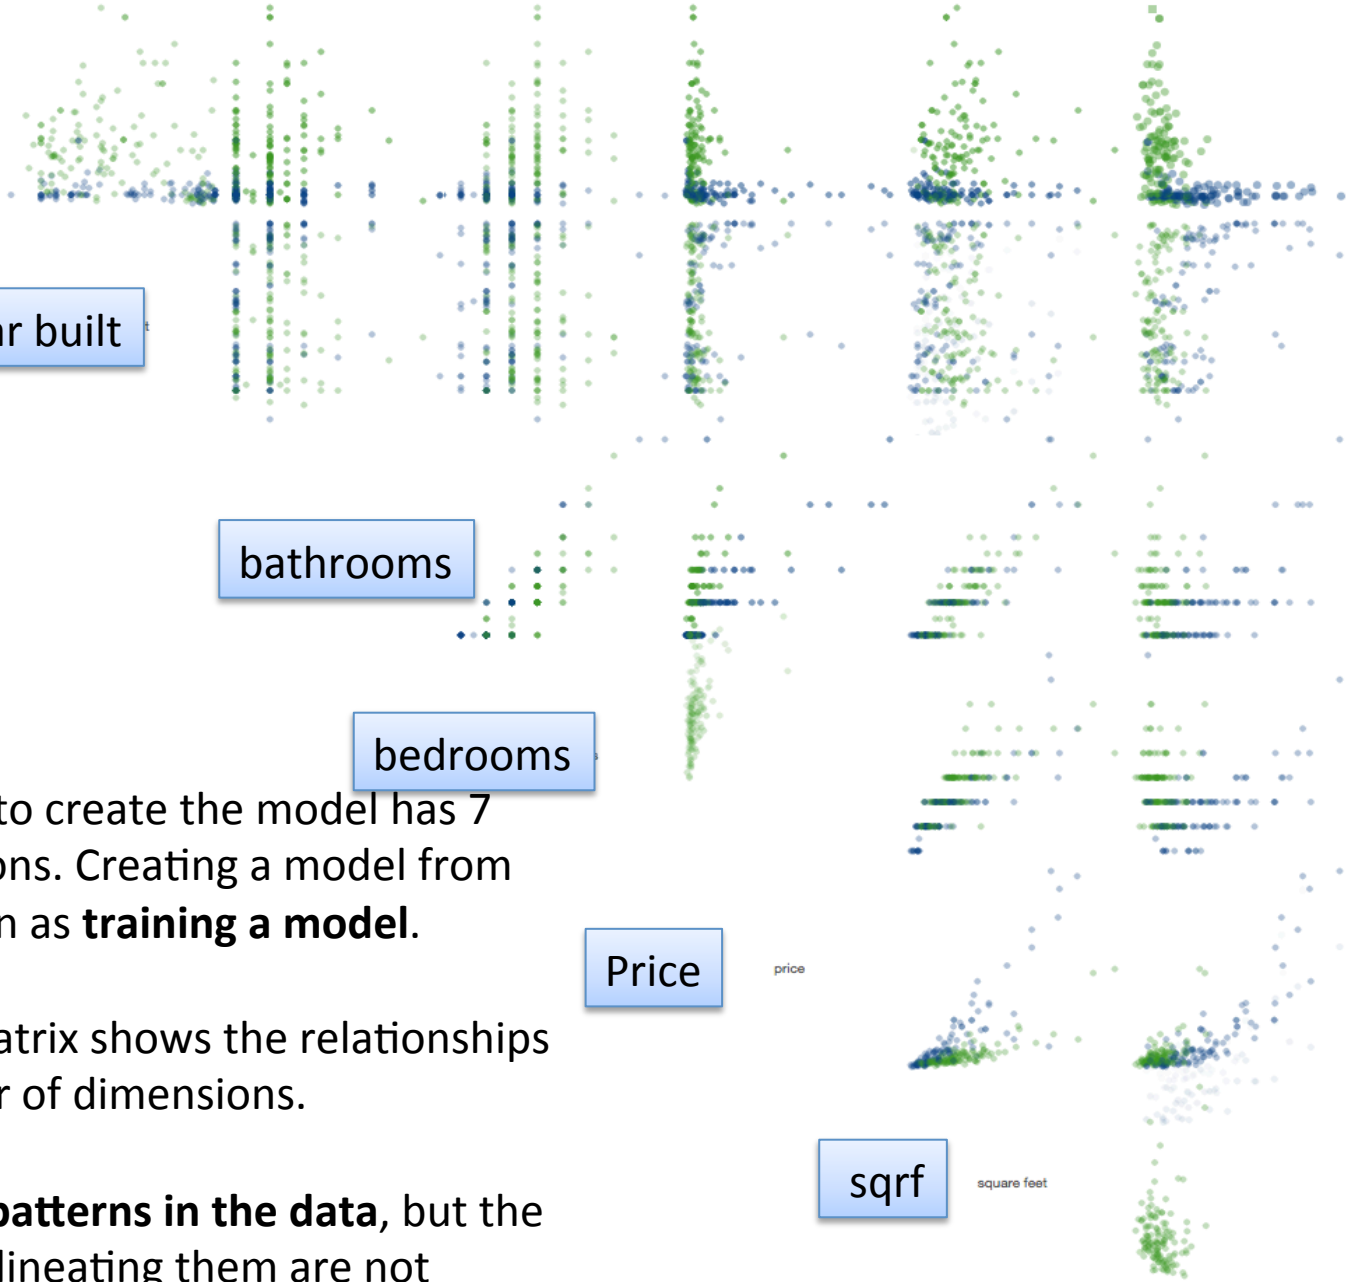 ar built
t
bathrooms
bedrooms
s
to create the model has 7
ons. Creating a model from
n as training a model.
Price
price
atrix shows the relationships
r of dimensions.
sqrf
square feet
patterns in the data, but the
lineating them are not